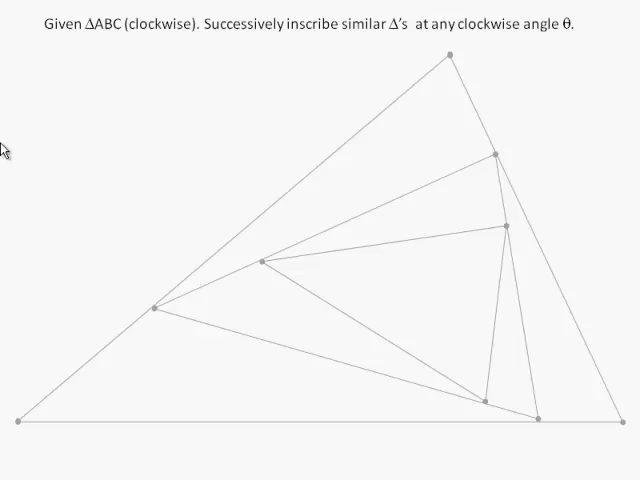 Given ΔABC (clockwise). Successively inscribe similar Δ's at any clockwise angle θ.